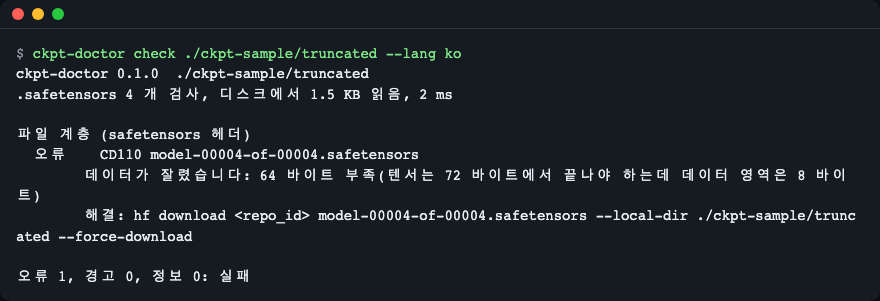 $ ckpt-doctor check ./ckpt-sample/truncated --lang ko
ckpt-doctor 0.1.0  ./ckpt-sample/truncated
.safetensors 4 개 검사, 디스크에서 1.5 KB 읽음, 2 ms
파일 계층 (safetensors 헤더)
오류    CD110 model-00004-of-00004.safetensors
데이터가 잘렸습니다: 64 바이트 부족(텐서는 72 바이트에서 끝나야 하는데 데이터 영역은 8 바이
트)
해결: hf download <repo_id> model-00004-of-00004.safetensors --local-dir ./ckpt-sample/trunc
ated --force-download
오류 1, 경고 0, 정보 0: 실패